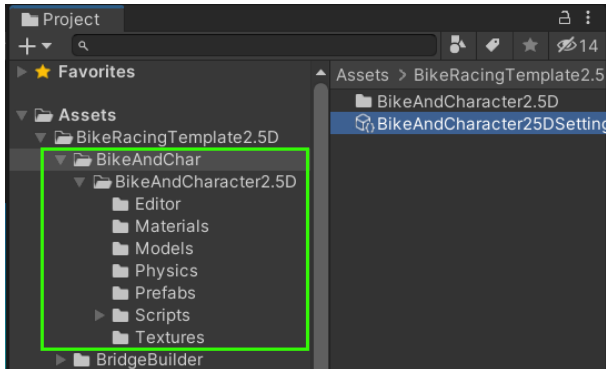 Project
14
Favorites
Assets > BikeRacingTemplate2.5
BikeAndCharacter2.5D
BikeAndCharacter25DSetting
Assets
BikeRacingTemplate2.5D
BikeAndChar
BikeAndCharacter2.5D
Editor
Materials
Models
Physics
Prefabs
Scripts
Textures
BridgeBuilder